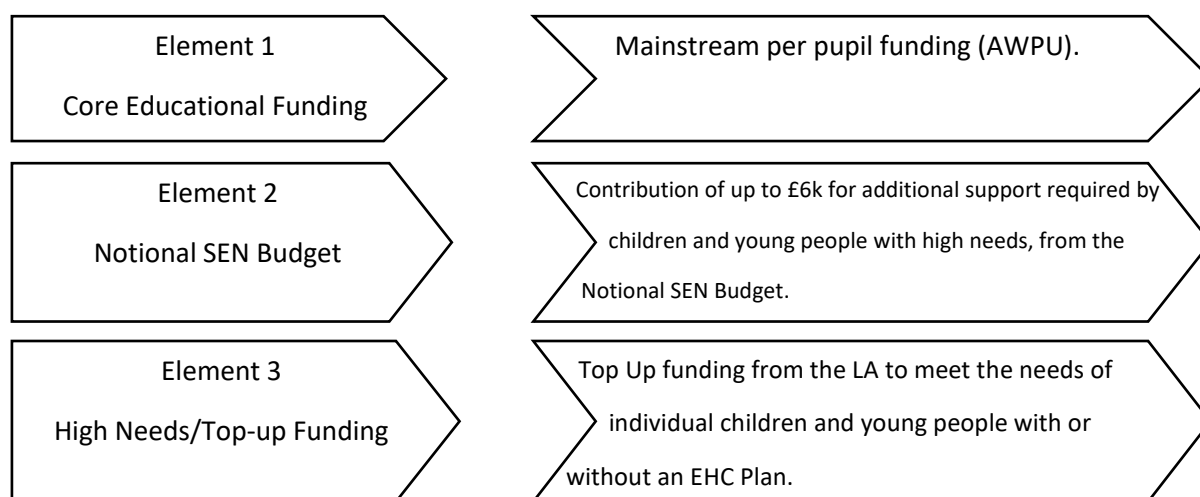 Element 1
Core Educational Funding
Mainstream per pupil funding (AWPU).
Element 2
Notional SEN Budget
Contribution of up to £6k for additional support required by
children and young people with high needs, from the
Notional SEN Budget.
Element 3
High Needs/Top-up Funding
Top Up funding from the LA to meet the needs of
individual children and young people with or
without an EHC Plan.